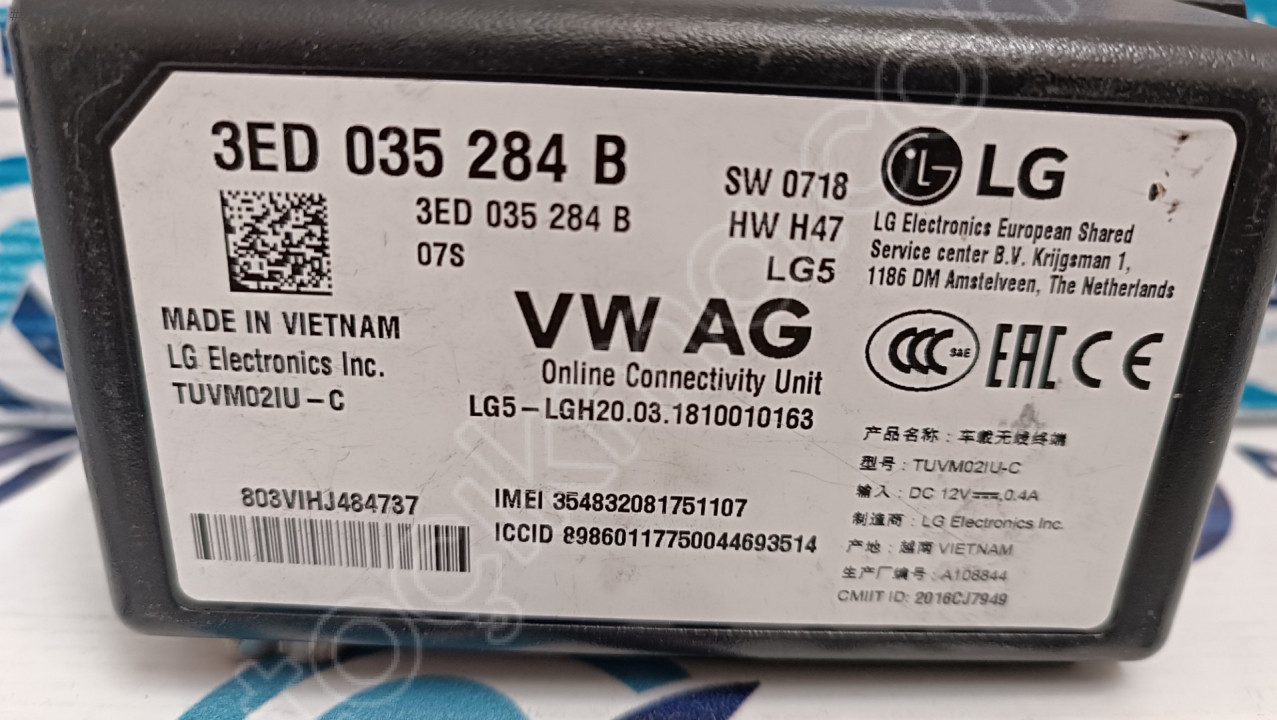 3ED 035 284 B
3ED 035 284 B
07S
SW 0718
HW H47
LG5
LG
LG Electronics European Shared
Service center B.V. Krijgsman 1,
1186 DM Amstelveen, The Netherlands
MADE IN VIETNAM
LG Electronics Inc.
TUVM02IU-C
VW AG
Online Connectivity Unit
LG5-LGH20.03.1810010163
CCC S&E EAC CE
A
803VIHJ484737
IMEI 354832081751107
ICCID 89860117750044693514
产品名称：车载无线终端
型号：TUVM02IU-C
输入：DC 12V⎓,0.4A
制造商：LG Electronics Inc.
产地：越南 VIETNAM
生产厂编号：A108844
CMIIT ID: 2016CJ7949